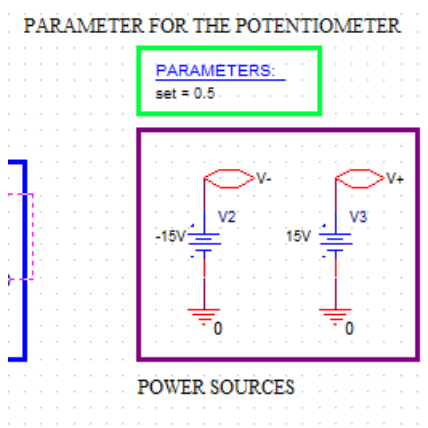 PARAMETER FOR THE POTENTIOMETER
PARAMETERS:
set = 0.5
V- V+
V2 V3
-15V 15V
0 0
POWER SOURCES